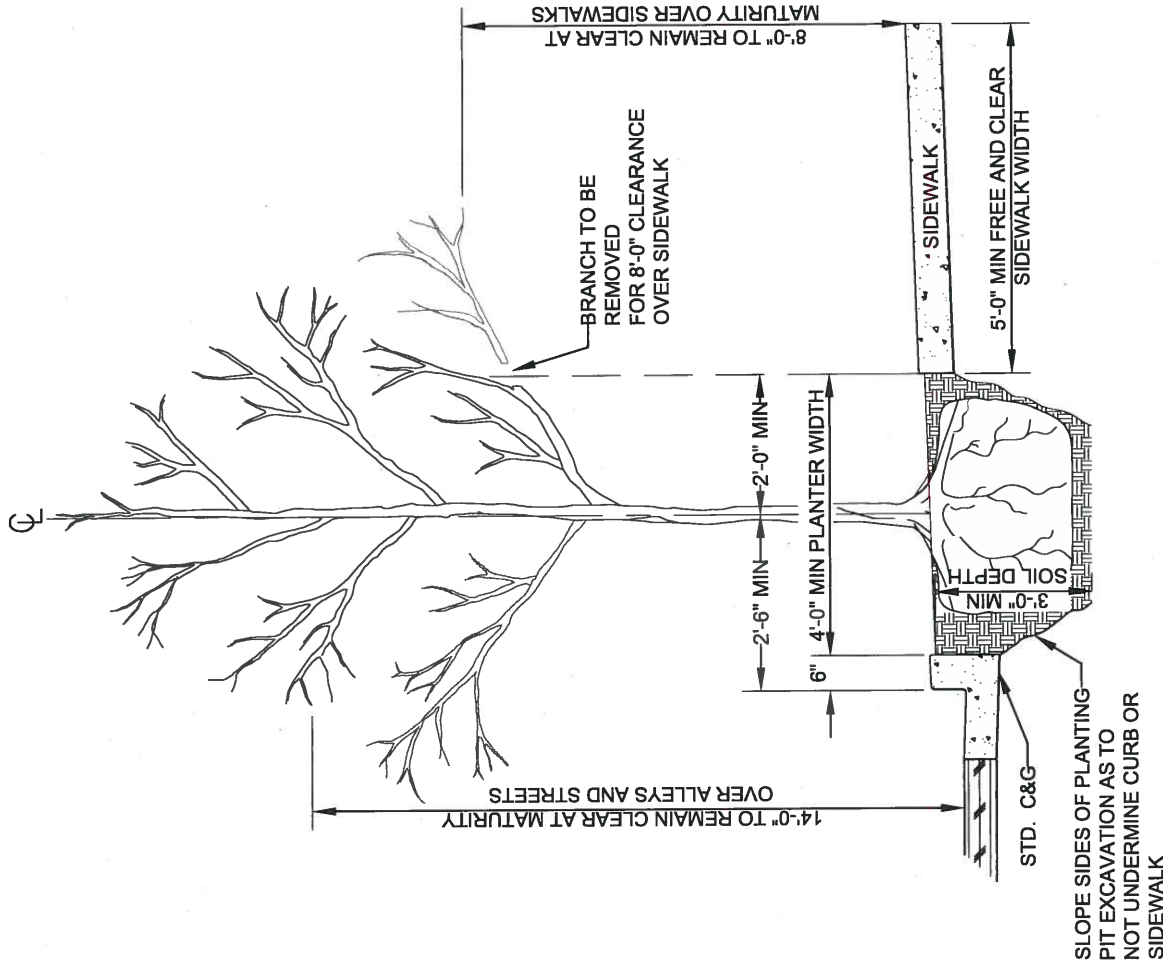 ℄
8'-0" TO REMAIN CLEAR AT
MATURITY OVER SIDEWALKS
BRANCH TO BE
REMOVED
FOR 8'-0" CLEARANCE
OVER SIDEWALK
14'-0" TO REMAIN CLEAR AT MATURITY
OVER ALLEYS AND STREETS
2'-6" MIN
2'-0" MIN
6"
4'-0" MIN PLANTER WIDTH
SIDEWALK
5'-0" MIN FREE AND CLEAR
SIDEWALK WIDTH
3'-0" MIN
SOIL DEPTH
STD. C&G
SLOPE SIDES OF PLANTING
PIT EXCAVATION AS TO
NOT UNDERMINE CURB OR
SIDEWALK